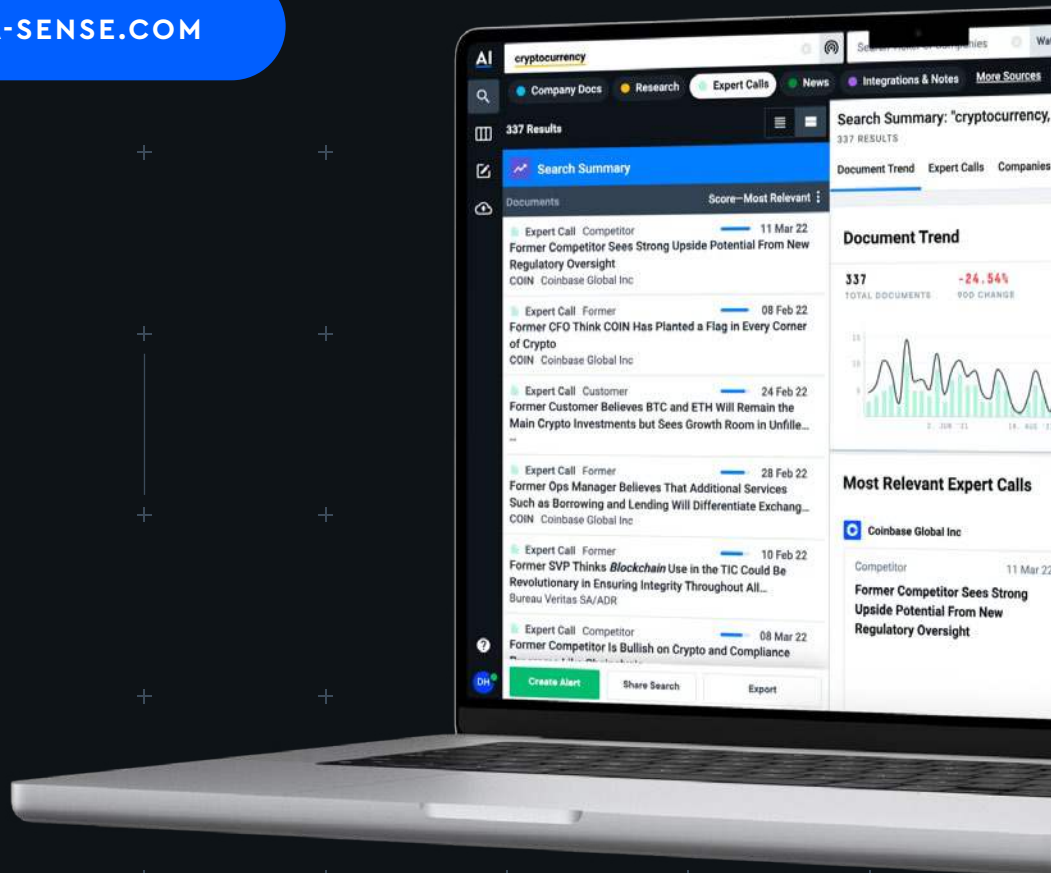 -SENSE.COM
AI
cryptocurrency
Company Docs
Research
Expert Calls
News
Integrations & Notes
More Sources
337 Results
Search Summary
Documents
Score—Most Relevant
Expert Call Competitor
11 Mar 22
Former Competitor Sees Strong Upside Potential From New
Regulatory Oversight
COIN Coinbase Global Inc
Expert Call Former
08 Feb 22
Former CFO Think COIN Has Planted a Flag in Every Corner
of Crypto
COIN Coinbase Global Inc
Expert Call Customer
24 Feb 22
Former Customer Believes BTC and ETH Will Remain the
Main Crypto Investments but Sees Growth Room in Unfille...
--
Expert Call Former
28 Feb 22
Former Ops Manager Believes That Additional Services
Such as Borrowing and Lending Will Differentiate Exchang...
COIN Coinbase Global Inc
Expert Call Former
10 Feb 22
Former SVP Thinks Blockchain Use in the TIC Could Be
Revolutionary in Ensuring Integrity Throughout All...
Bureau Veritas SA/ADR
Expert Call Competitor
08 Mar 22
Former Competitor Is Bullish on Crypto and Compliance
?
DH
Create Alert
Share Search
Export
Search Summary: "cryptocurrency,
337 RESULTS
Document Trend
Expert Calls
Companies
Document Trend
337
TOTAL DOCUMENTS
-24.54%
90D CHANGE
Most Relevant Expert Calls
Coinbase Global Inc
Competitor
11 Mar 22
Former Competitor Sees Strong
Upside Potential From New
Regulatory Oversight